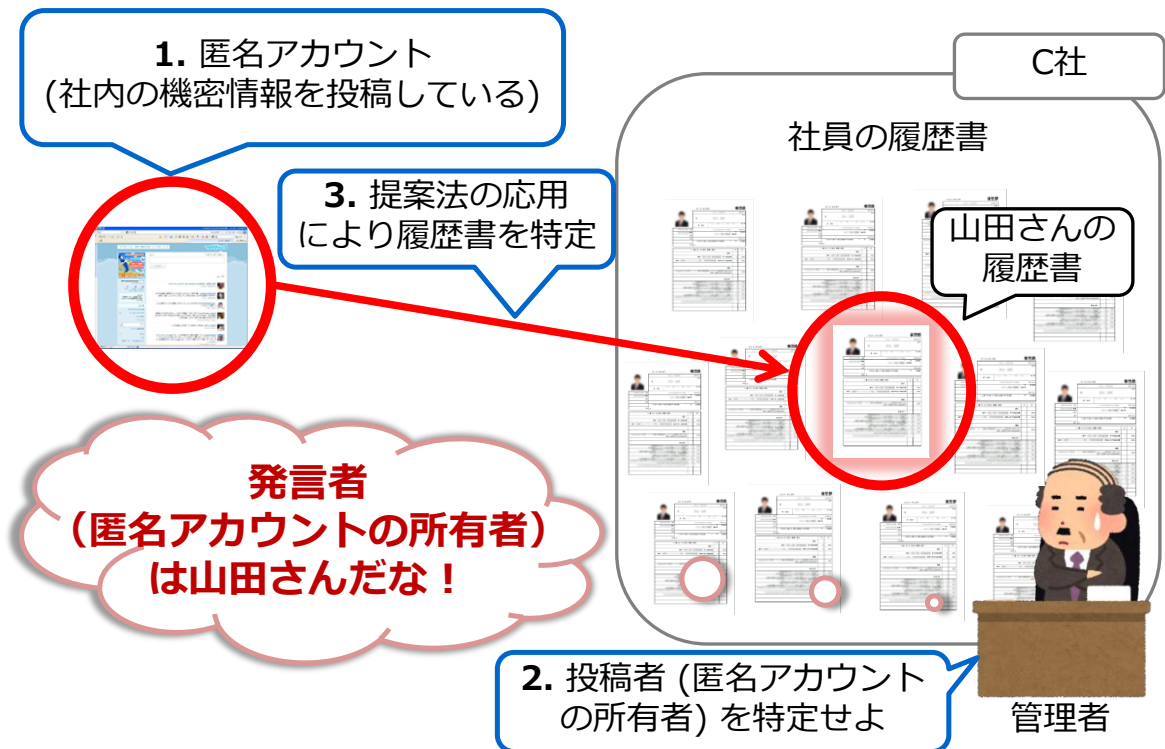 1. 匿名アカウント
(社内の機密情報を投稿している)
C社
社員の履歴書
3. 提案法の応用
により履歴書を特定
山田さんの
履歴書
発言者
（匿名アカウントの所有者）
は山田さんだな！
2. 投稿者 (匿名アカウント
の所有者) を特定せよ
管理者